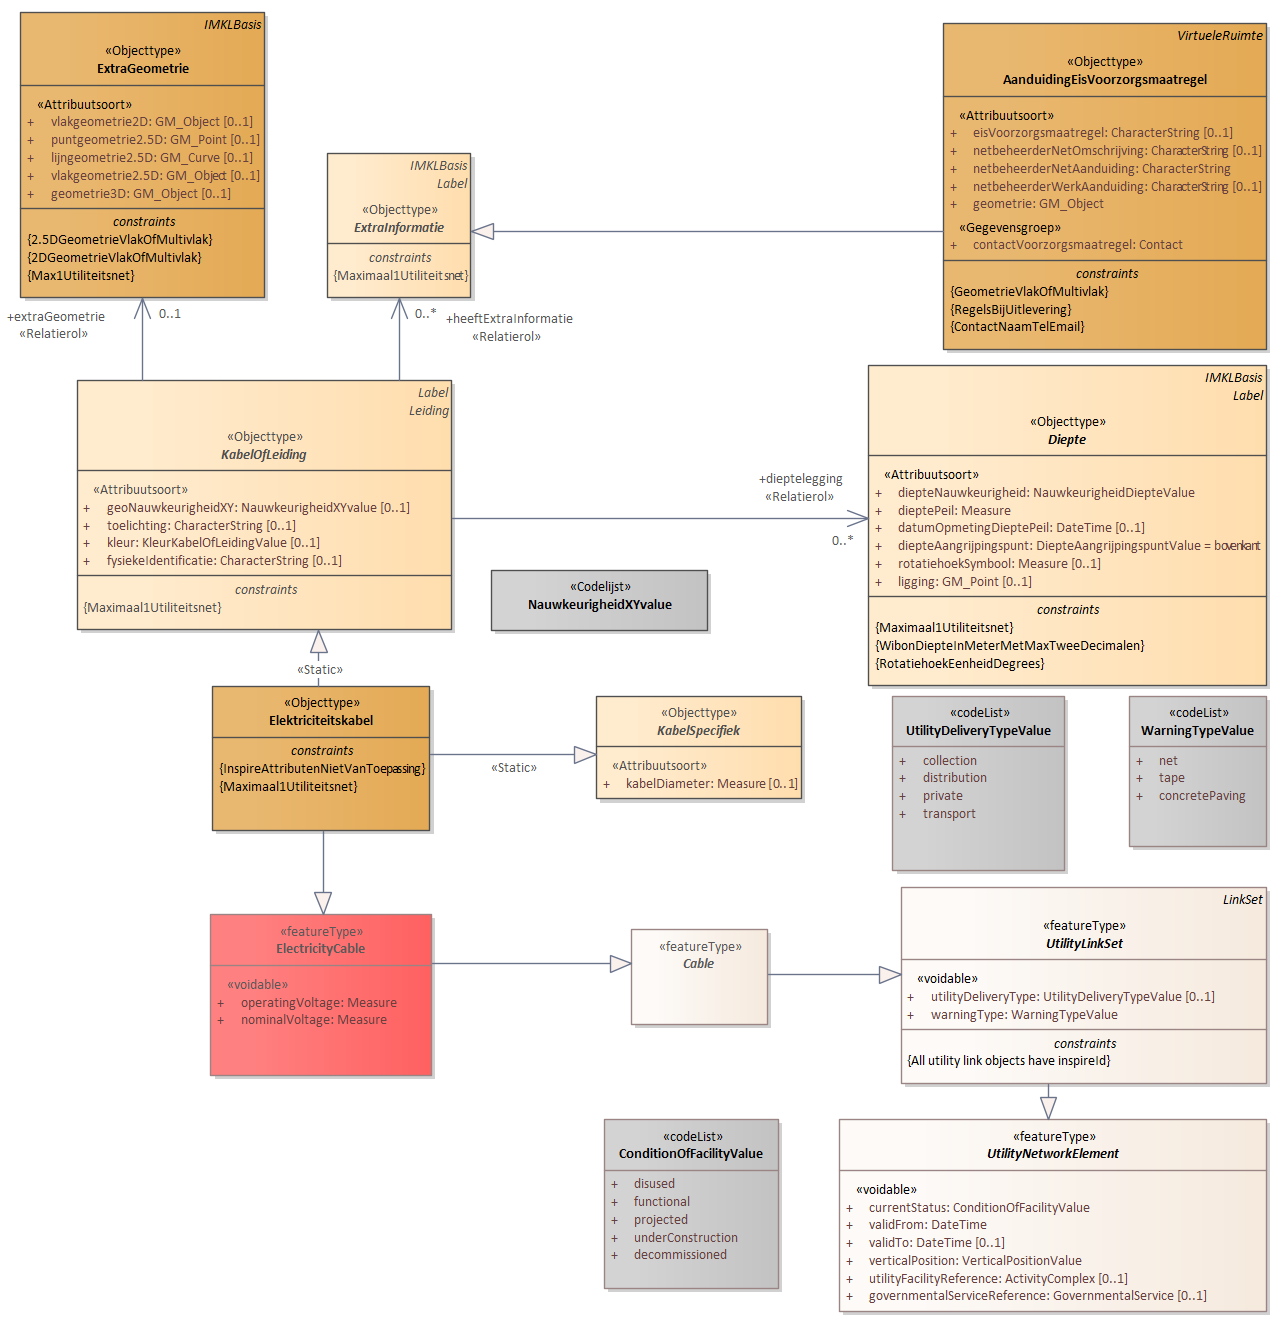 IMKLBasis
«Objecttype»
ExtraGeometrie
«Attribuutsoort»
+ vlakgeometrie2D: GM_Object [0..1]
+ puntgeometrie2.5D: GM_Point [0..1]
+ lijngeometrie2.5D: GM_Curve [0..1]
+ vlakgeometrie2.5D: GM_Object [0..1]
+ geometrie3D: GM_Object [0..1]
constraints
{2.5DGeometrieVlakOfMultivlak}
{2DGeometrieVlakOfMultivlak}
{Max1Utiliteitsnet}
IMKLBasis
Label
«Objecttype»
ExtraInformatie
constraints
{Maximaal1Utiliteitsnet}
VirtueleRuimte
«Objecttype»
AanduidingEisVoorzorgsmaatregel
«Attribuutsoort»
+ eisVoorzorgsmaatregel: CharacterString [0..1]
+ netbeheerderNetOmschrijving: CharacterString [0..1]
+ netbeheerderNetAanduiding: CharacterString
+ netbeheerderWerkAanduiding: CharacterString [0..1]
+ geometrie: GM_Object
«Gegevensgroep»
+ contactVoorzorgsmaatregel: Contact
constraints
{GeometrieVlakOfMultivlak}
{RegelsBijUitlevering}
{ContactNaamTelEmail}
+extraGeometrie
«Relatierol»
0..1
0..*
+heeftExtraInformatie
«Relatierol»
Label
Leiding
«Objecttype»
KabelOfLeiding
«Attribuutsoort»
+ geoNauwkeurigheidXY: NauwkeurigheidXYvalue [0..1]
+ toelichting: CharacterString [0..1]
+ kleur: KleurKabelOfLeidingValue [0..1]
+ fysiekeIdentificatie: CharacterString [0..1]
constraints
{Maximaal1Utiliteitsnet}
+dieptelegging
«Relatierol»
0..*
IMKLBasis
Label
«Objecttype»
Diepte
«Attribuutsoort»
+ diepteNauwkeurigheid: NauwkeurigheidDiepteValue
+ dieptePeil: Measure
+ datumOpmetingDieptePeil: DateTime [0..1]
+ diepteAangrijpingspunt: DiepteAangrijpingspuntValue = bovenkant
+ rotatiehoekSymbool: Measure [0..1]
+ ligging: GM_Point [0..1]
constraints
{Maximaal1Utiliteitsnet}
{WibonDiepteInMeterMetMaxTweeDecimalen}
{RotatiehoekEenheidDegrees}
«Codelijst»
NauwkeurigheidXYvalue
«Static»
«Objecttype»
Elektriciteitskabel
constraints
{InspireAttributenNietVanToepassing}
{Maximaal1Utiliteitsnet}
«Static»
«Objecttype»
KabelSpecifiek
«Attribuutsoort»
+ kabelDiameter: Measure [0..1]
«codeList»
UtilityDeliveryTypeValue
+ collection
+ distribution
+ private
+ transport
«codeList»
WarningTypeValue
+ net
+ tape
+ concretePaving
«featureType»
ElectricityCable
«voidable»
+ operatingVoltage: Measure
+ nominalVoltage: Measure
«featureType»
Cable
LinkSet
«featureType»
UtilityLinkSet
«voidable»
+ utilityDeliveryType: UtilityDeliveryTypeValue [0..1]
+ warningType: WarningTypeValue
constraints
{All utility link objects have inspireId}
«codeList»
ConditionOfFacilityValue
+ disused
+ functional
+ projected
+ underConstruction
+ decommissioned
«featureType»
UtilityNetworkElement
«voidable»
+ currentStatus: ConditionOfFacilityValue
+ validFrom: DateTime
+ validTo: DateTime [0..1]
+ verticalPosition: VerticalPositionValue
+ utilityFacilityReference: ActivityComplex [0..1]
+ governmentalServiceReference: GovernmentalService [0..1]